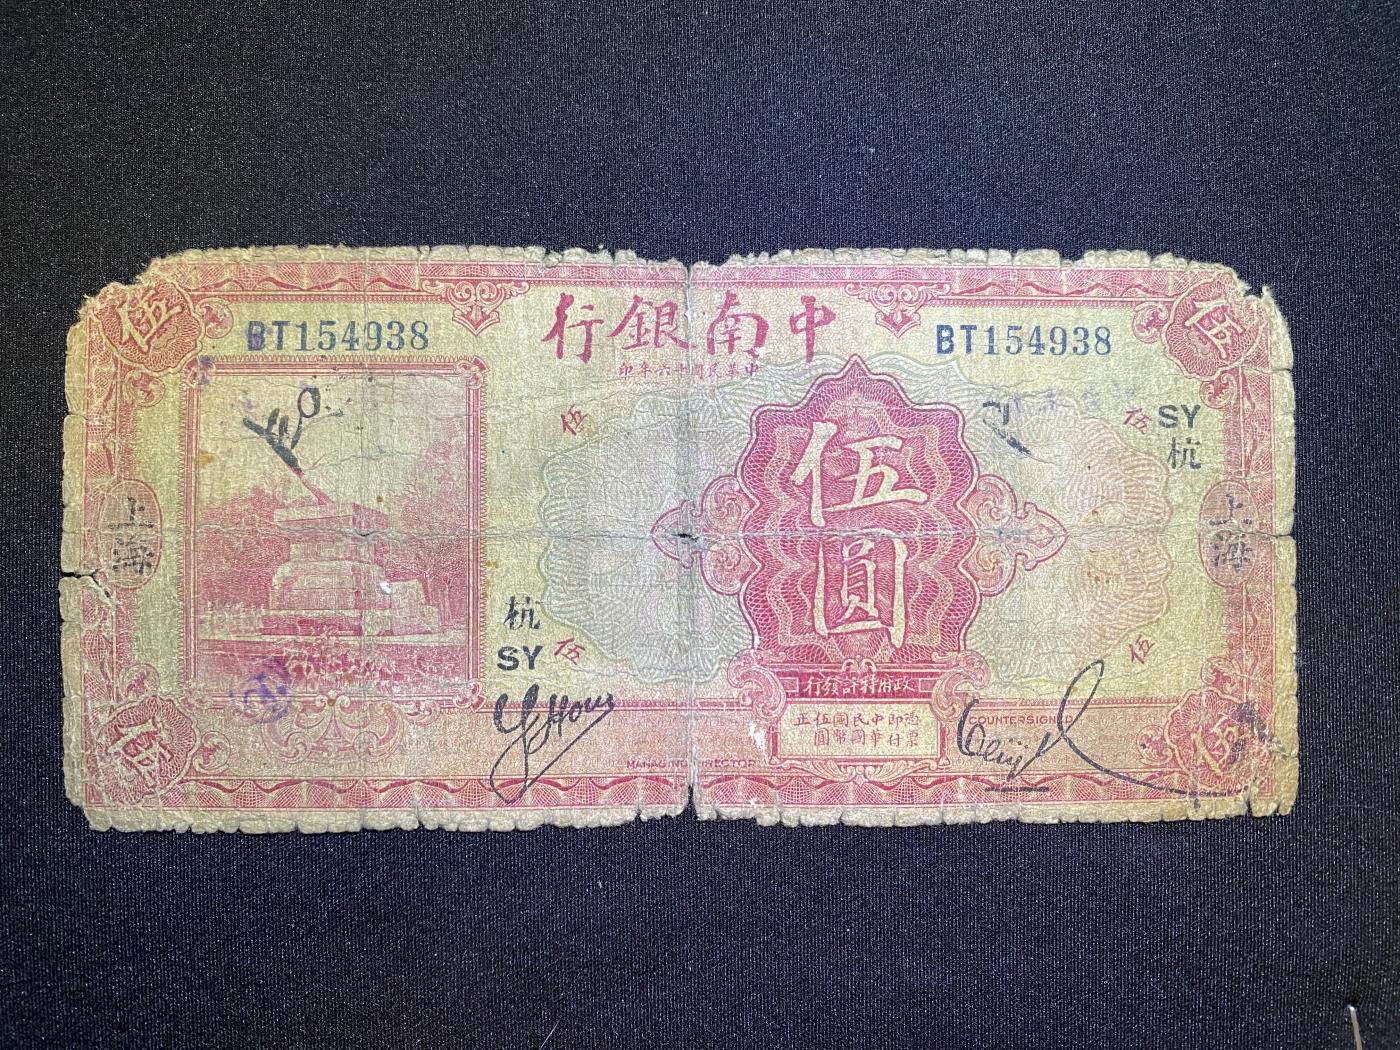 中南銀行
中華民國十六年印
BT154938
BT154938
伍
伍
伍
伍
伍
伍
伍
SY
杭
上海
上海
伍圓
杭
SY
政府特許發行
憑票即付中華民國國幣伍圓正
MANAGING DIRECTOR
COUNTERSIGNED